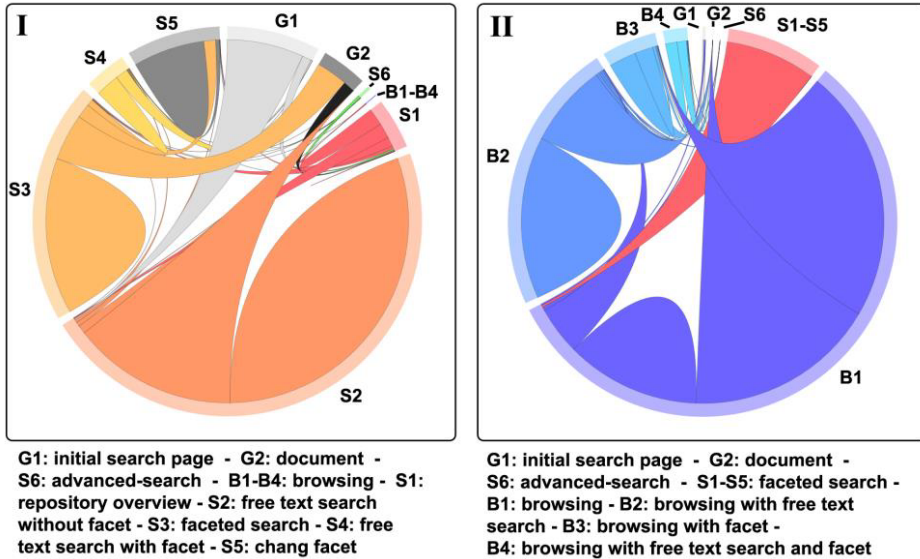 I
S5
G1
S4
G2
S6
B1-B4
S1
S3
S2
G1: initial search page - G2: document -
S6: advanced-search - B1-B4: browsing - S1:
repository overview - S2: free text search
without facet - S3: faceted search - S4: free
text search with facet - S5: chang facet
II
B4
G1
G2
S6
B3
S1-S5
B2
B1
G1: initial search page - G2: document -
S6: advanced-search - S1-S5: faceted search -
B1: browsing - B2: browsing with free text
search - B3: browsing with facet -
B4: browsing with free text search and facet